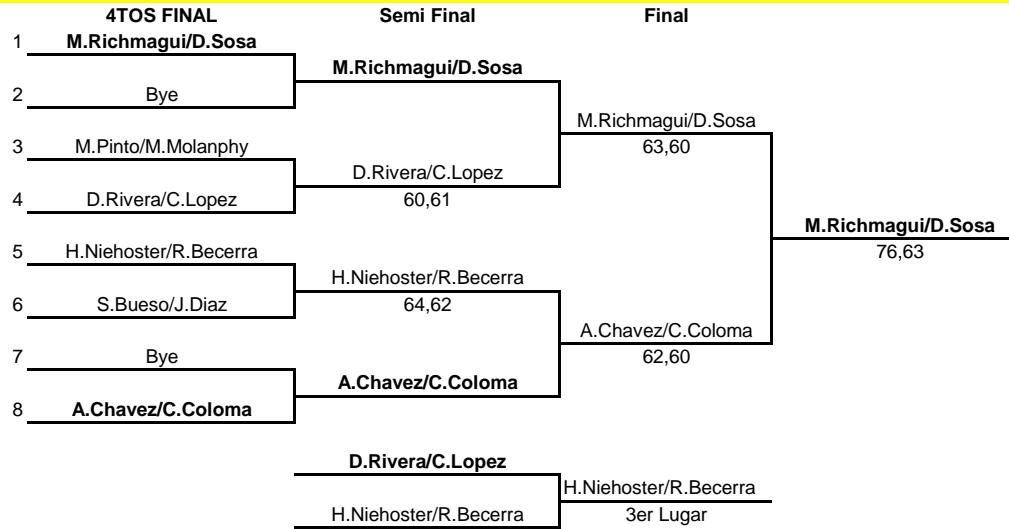 4TOS FINAL Semi Final Final
1 M.Richmagui/D.Sosa
M.Richmagui/D.Sosa
2 Bye
M.Richmagui/D.Sosa
3 M.Pinto/M.Molanphy 63,60
D.Rivera/C.Lopez
4 D.Rivera/C.Lopez 60,61
M.Richmagui/D.Sosa
5 H.Niehoster/R.Becerra 76,63
H.Niehoster/R.Becerra
6 S.Bueso/J.Diaz 64,62
A.Chavez/C.Coloma
7 Bye 62,60
A.Chavez/C.Coloma
8 A.Chavez/C.Coloma
D.Rivera/C.Lopez
H.Niehoster/R.Becerra
H.Niehoster/R.Becerra 3er Lugar